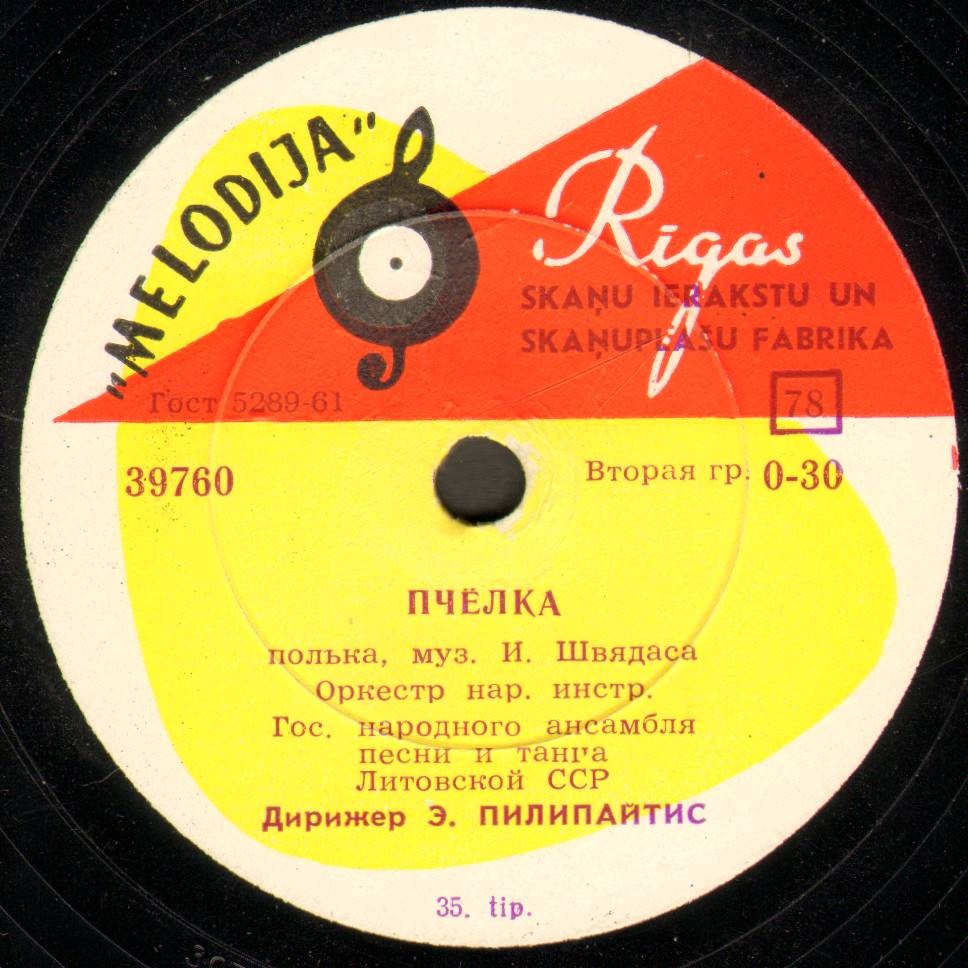 „MELODIJA"
Rigas
SKAŅU IERAKSTU UN
SKAŅUPLAŠU FABRIKA
Гост 5289-61
78
39760
Вторая гр. 0-30
ПЧЁЛКА
полька, муз. И. Швядаса
Оркестр нар. инстр.
Гос. народного ансамбля
песни и танга
Литовской ССР
Дирижер Э. ПИЛИПАЙТИС
35. tip.